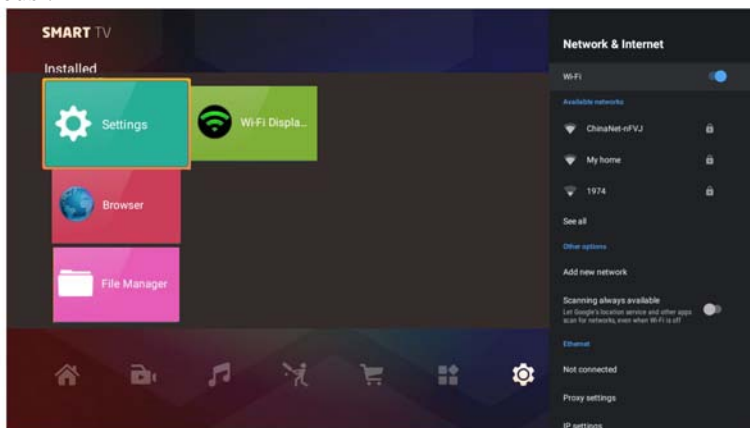 SMART TV
Installed
Settings
Wi-Fi Displa...
Browser
File Manager
Network & Internet
Wi-Fi
Available networks
ChinaNet-nFVJ
My home
1974
See all
Other options
Add new network
Scanning always available
Let Google's location service and other apps
scan for networks, even when Wi-Fi is off
Ethernet
Not connected
Proxy settings
IP settings